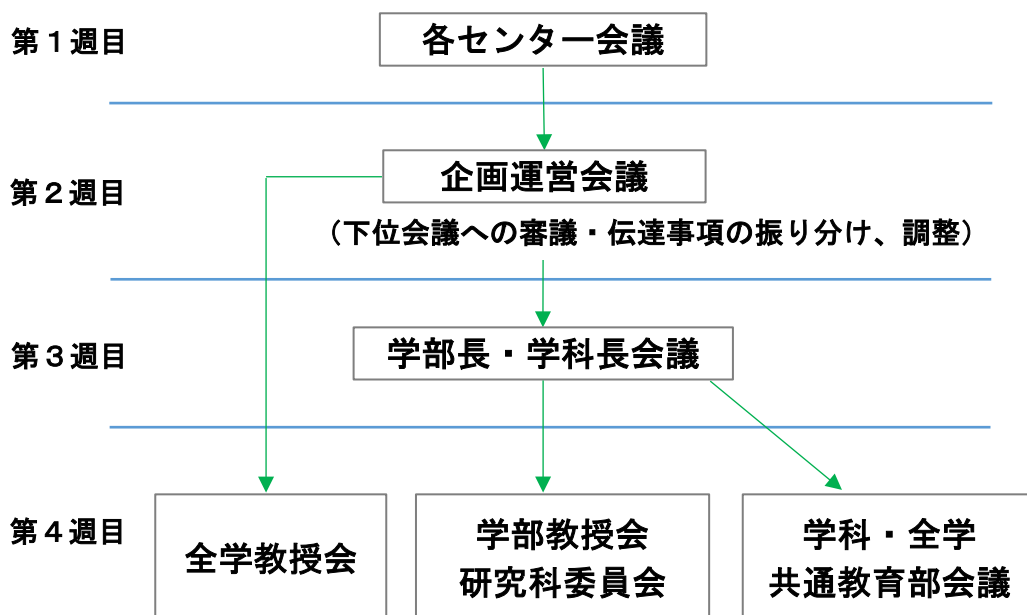 第１週目
各センター会議
第２週目
企画運営会議
（下位会議への審議・伝達事項の振り分け、調整）
第３週目
学部長・学科長会議
第４週目
全学教授会
学部教授会
研究科委員会
学科・全学
共通教育部会議